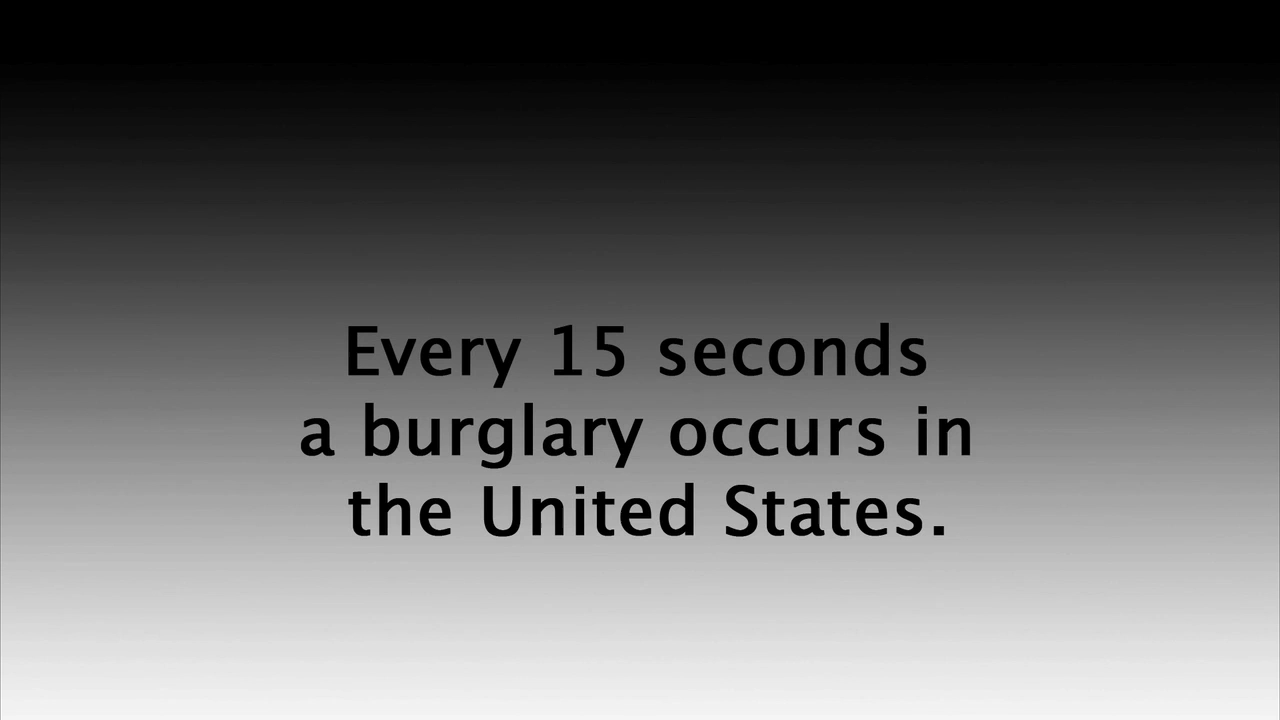 Every 15 seconds
a burglary occurs in
the United States.